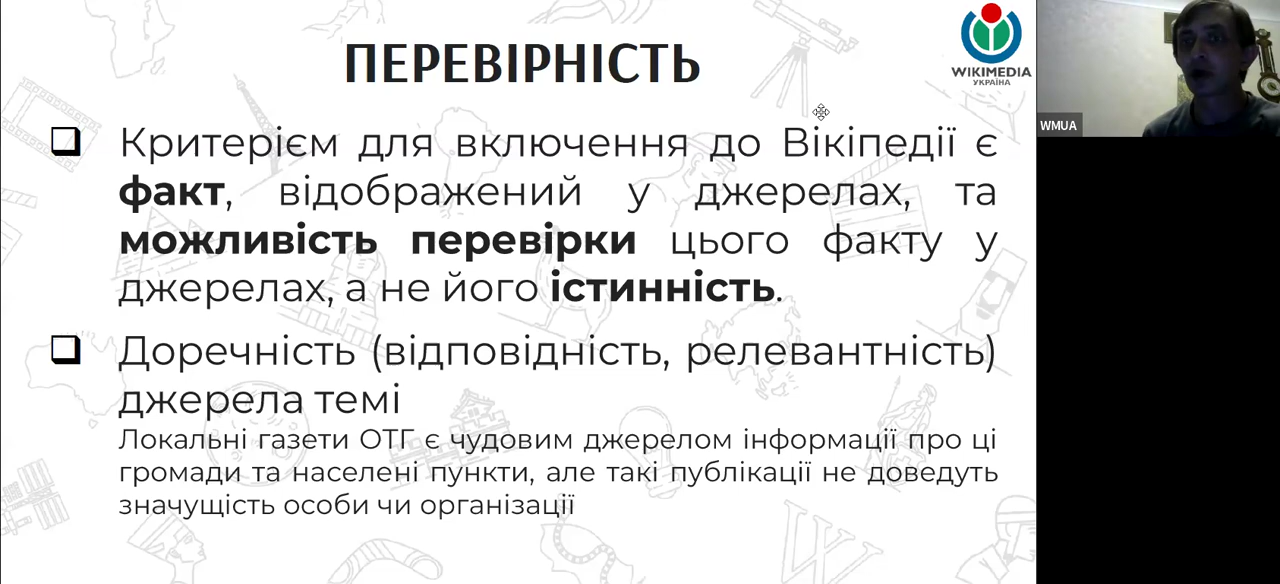 ПЕРЕВІРНІСТЬ
WIKIMEDIA
УКРАЇНА
WMUA
Критерієм для включення до Вікіпедії є
факт, відображений у джерелах, та
можливість перевірки цього факту у
джерелах, а не його істинність.
Доречність (відповідність, релевантність)
джерела темі
Локальні газети ОТГ є чудовим джерелом інформації про ці
громади та населені пункти, але такі публікації не доведуть
значущість особи чи організації